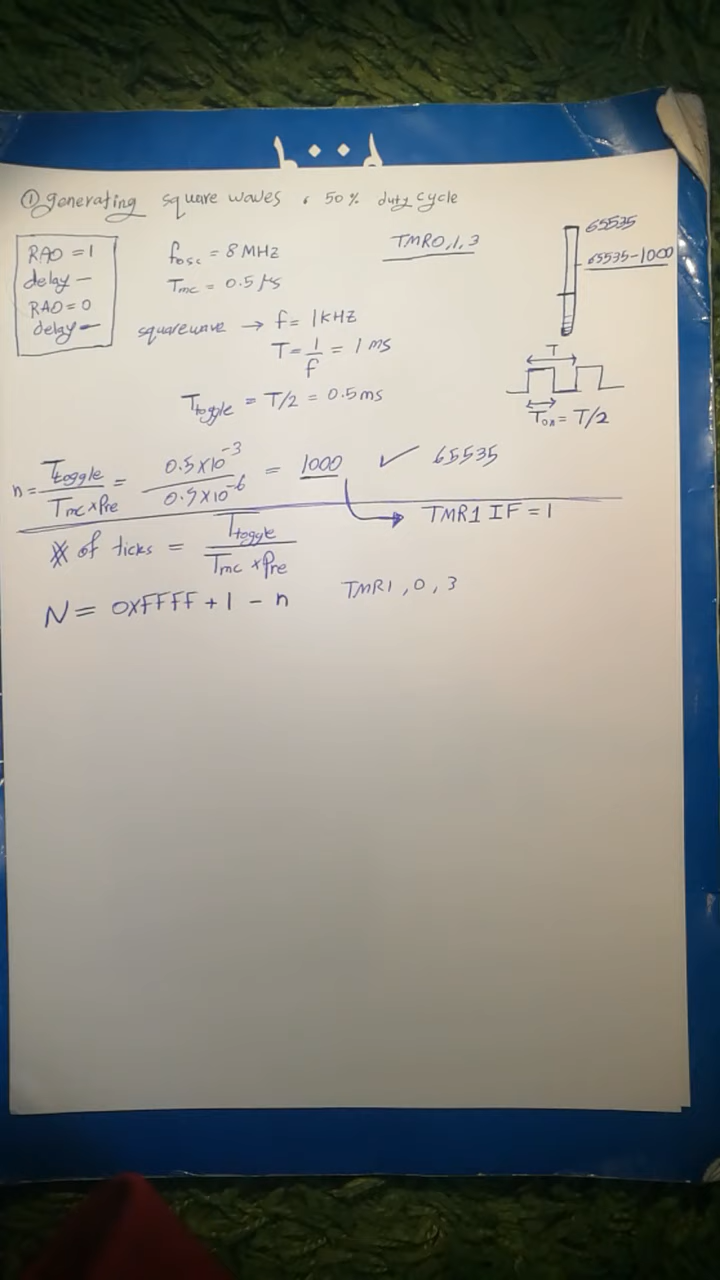 ① generating square waves , 50% duty cycle
RA0 = 1
delay —
RA0 = 0
delay —
fosc = 8 MHz
Tmc = 0.5 μs
TMR0,1,3
65535
65535-1000
squarewave → f = 1KHZ
T = 1/f = 1 ms
Ttoggle = T/2 = 0.5ms
T
Ton = T/2
n = Ttoggle / Tmc x Pre = 0.5 X 10^-3 / 0.5 X 10^-6 = 1000 ✓ 65535
→ TMR1 IF = 1
# of ticks = Ttoggle / Tmc x Pre
N = 0XFFFF + 1 - n
TMR1 , 0 , 3